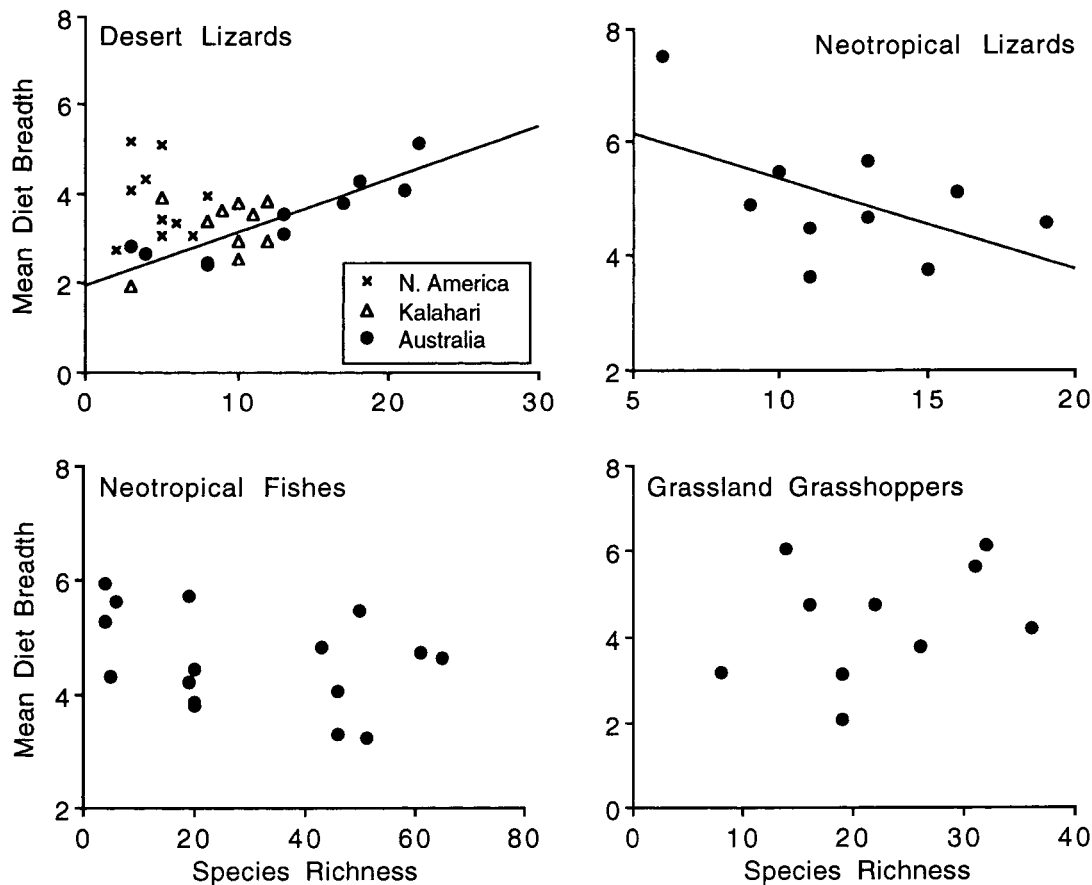 Desert Lizards
Mean Diet Breadth
8
6
4
2
0
0 10 20 30
N. America
Kalahari
Australia
Neotropical Lizards
8
6
4
2
5 10 15 20
Neotropical Fishes
Mean Diet Breadth
8
6
4
2
0 20 40 60 80
Species Richness
Grassland Grasshoppers
8
6
4
2
0
0 10 20 30 40
Species Richness